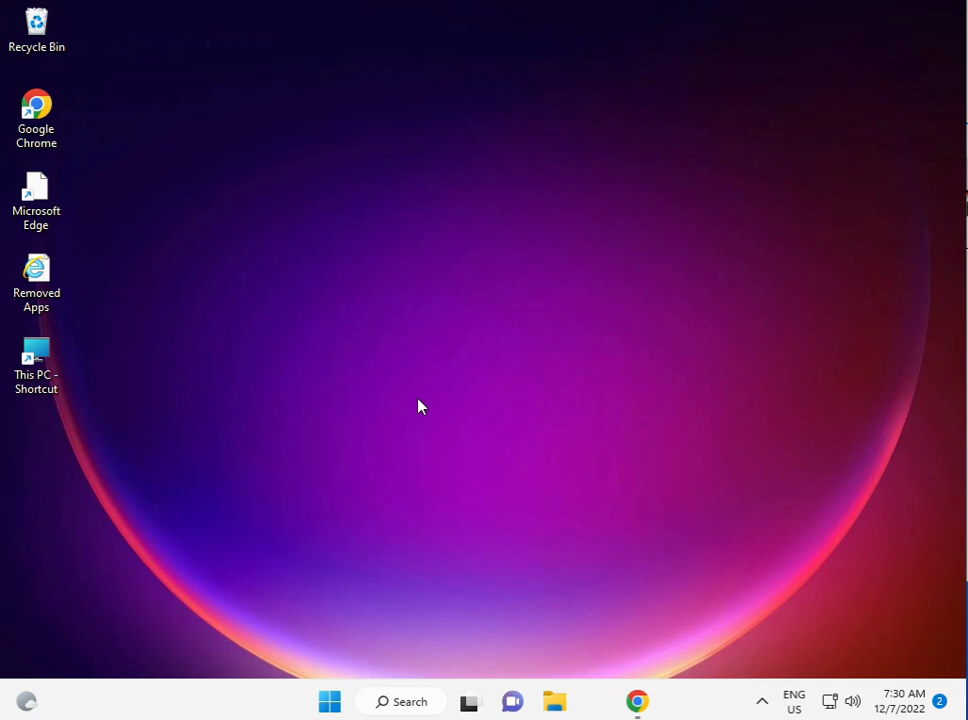 Recycle Bin
Google
Chrome
Microsoft
Edge
Removed
Apps
This PC -
Shortcut
Search
ENG
US
7:30 AM
12/7/2022
2